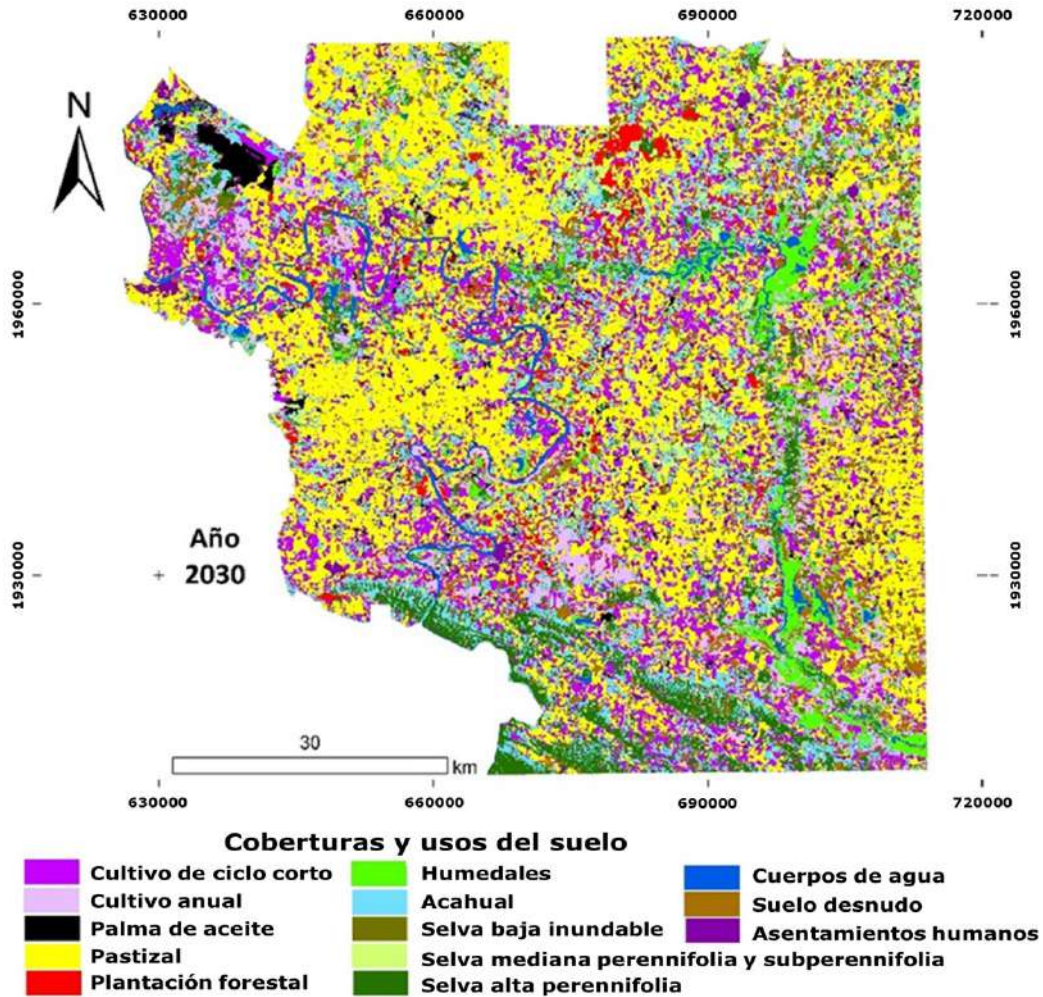 630000 660000 690000 720000
N
1960000 1960000
Año
2030
1930000 1930000
30
km
630000 660000 690000 720000
Coberturas y usos del suelo
Cultivo de ciclo corto Humedales Cuerpos de agua
Cultivo anual Acahual Suelo desnudo
Palma de aceite Selva baja inundable Asentamientos humanos
Pastizal Selva mediana perennifolia y subperennifolia
Plantación forestal Selva alta perennifolia